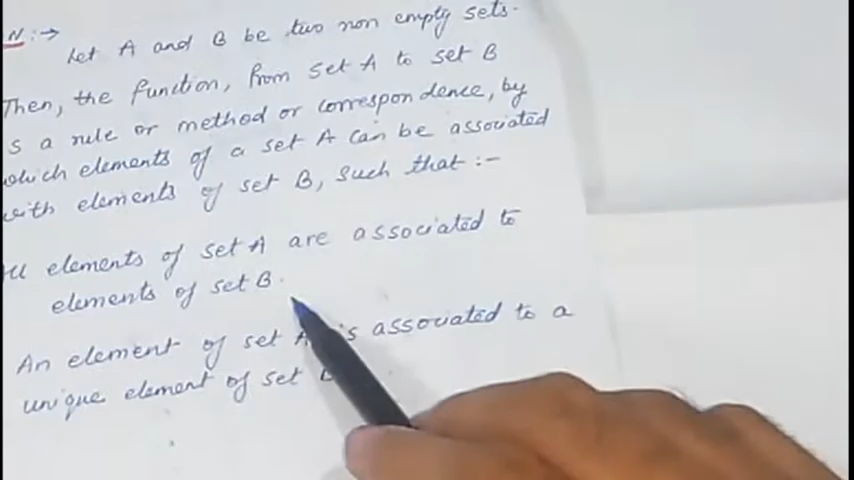 N :→
Let A and B be two non empty sets.
Then, the function, from set A to set B
is a rule or method or correspondence, by
which elements of a set A can be associated
with elements of set B, such that :-
All elements of set A are associated to
elements of set B.
An element of set A is associated to a
unique element of set B